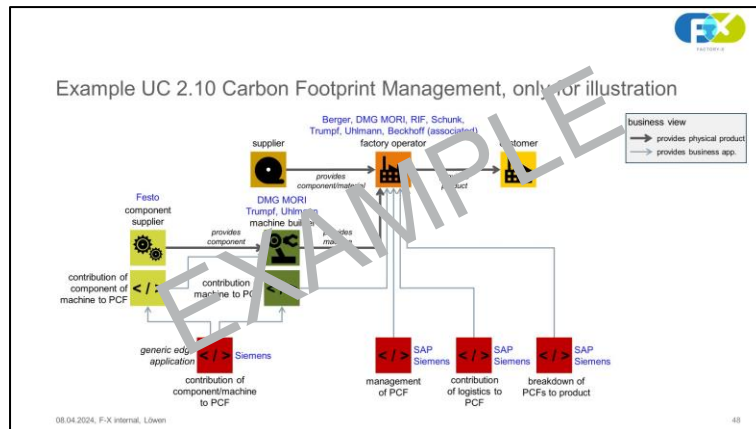 FX
FACTORY-X
Example UC 2.10 Carbon Footprint Management, only for illustration
business view
provides physical product
provides business app.
Berger, DMG MORI, RIF, Schunk,
Trumpf, Uhlmann, Beckhoff (associated)
supplier
factory operator
customer
provides
component/material
product
Festo
component
supplier
DMG MORI
Trumpf, Uhlmann
machine builder
provides
component
provides
contribution of
component of
machine to PCF
</>
contribution
machine to PCF
</>
generic edge
application
</>
Siemens
contribution of
component/machine
to PCF
</>
SAP
Siemens
management
of PCF
</>
SAP
Siemens
contribution
of logistics to
PCF
</>
SAP
Siemens
breakdown of
PCFs to product
EXAMPLE
08.04.2024, F-X internal, Löwen
48